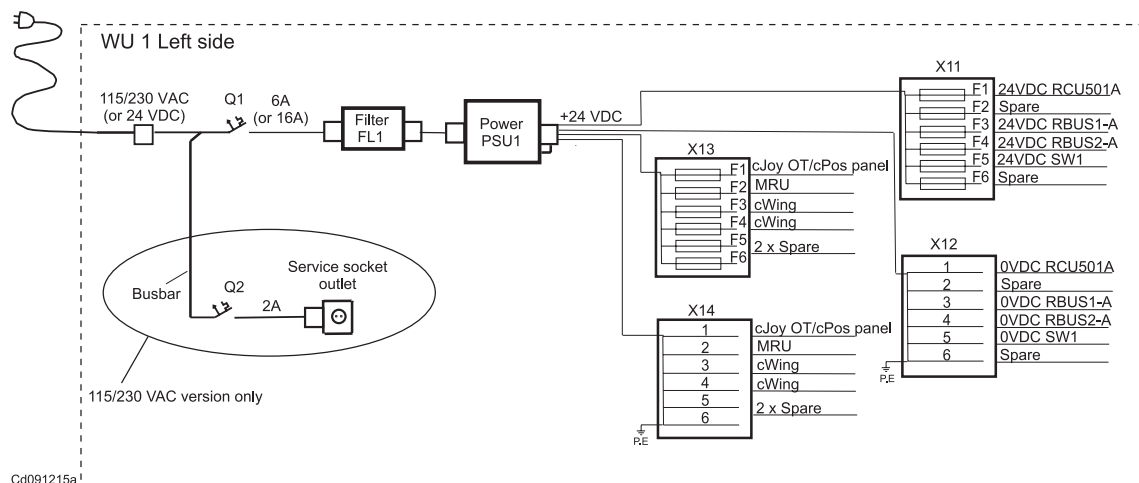 WU 1 Left side
115/230 VAC
(or 24 VDC)
Q1
6A
(or 16A)
Filter
FL1
Power
PSU1
+24 VDC
X11
F1 24VDC RCU501A
F2 Spare
F3 24VDC RBUS1-A
F4 24VDC RBUS2-A
F5 24VDC SW1
F6 Spare
X13
F1 cJoy OT/cPos panel
F2 MRU
F3 cWing
F4 cWing
F5
2 x Spare
F6
X12
1 0VDC RCU501A
2 Spare
3 0VDC RBUS1-A
4 0VDC RBUS2-A
5 0VDC SW1
6 Spare
P.E
Busbar
Q2
2A
Service socket
outlet
115/230 VAC version only
X14
1 cJoy OT/cPos panel
2 MRU
3 cWing
4 cWing
5
2 x Spare
6
P.E
Cd091215a